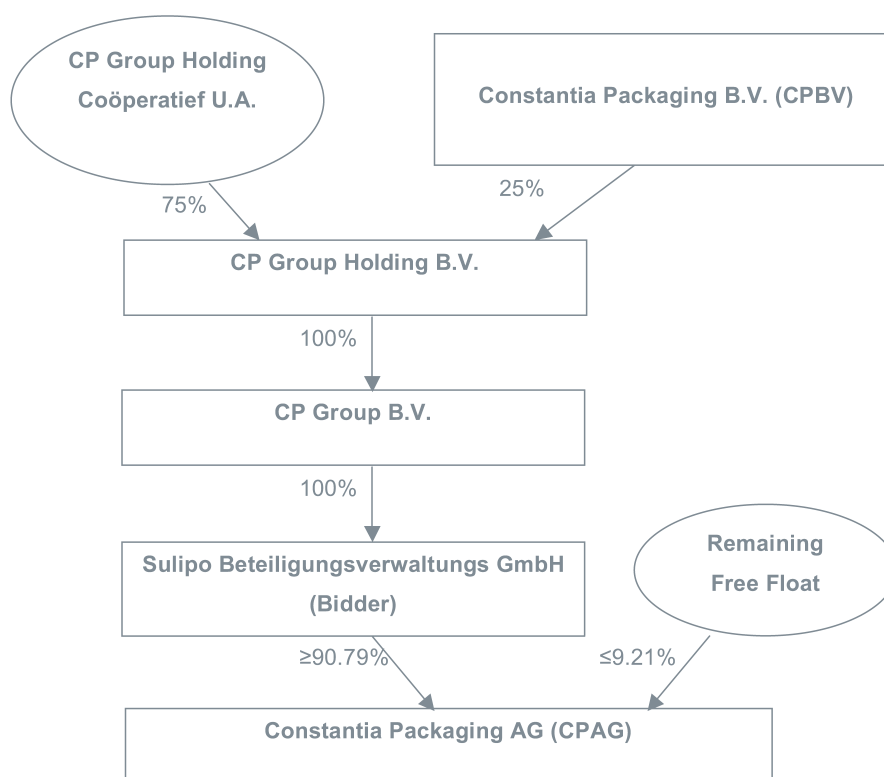 CP Group Holding
Coöperatief U.A.
Constantia Packaging B.V. (CPBV)
75%
25%
CP Group Holding B.V.
100%
CP Group B.V.
100%
Sulipo Beteiligungsverwaltungs GmbH
(Bidder)
Remaining
Free Float
≥90.79%
≤9.21%
Constantia Packaging AG (CPAG)